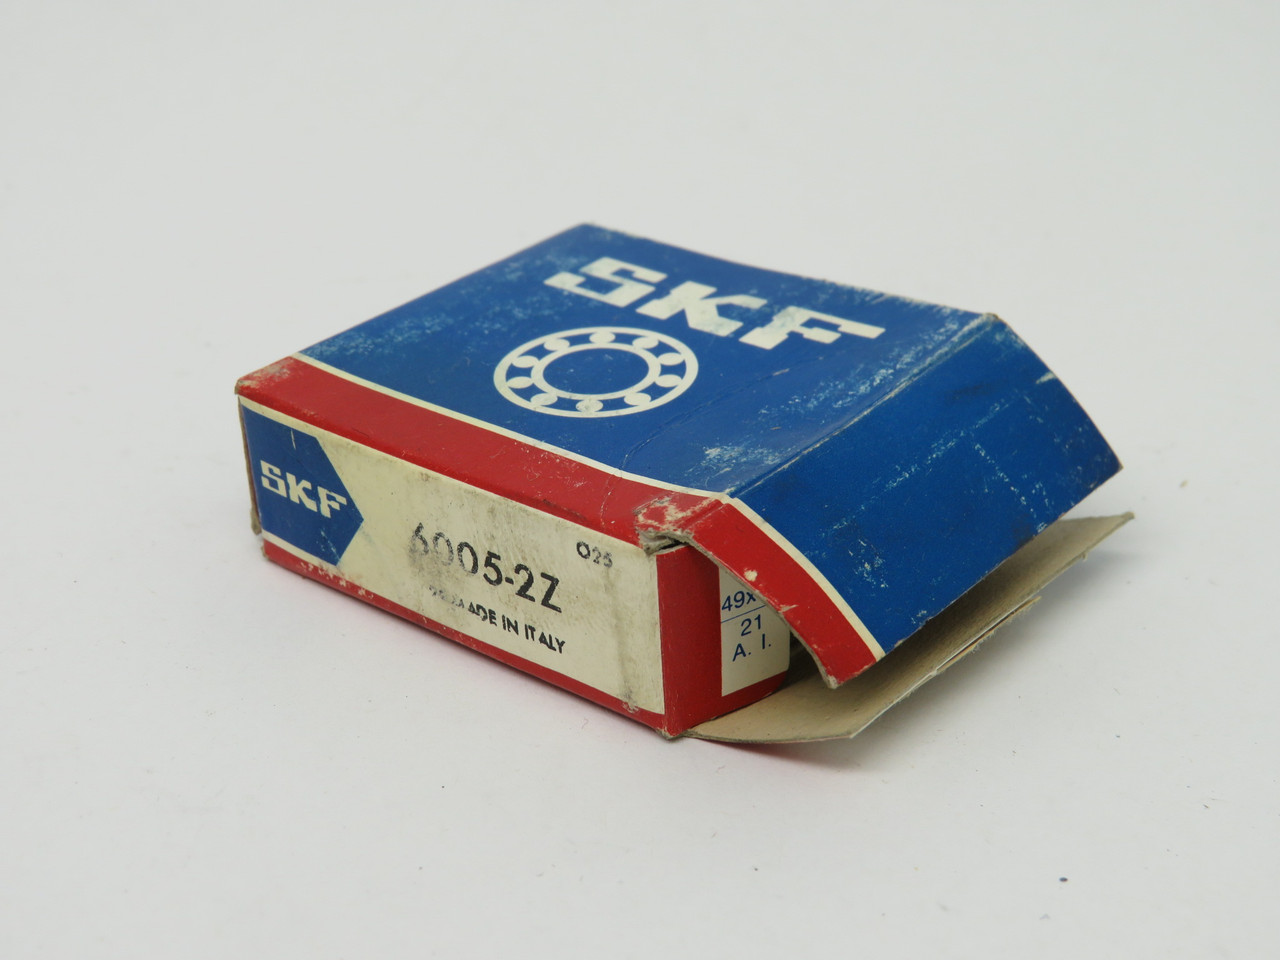 SKF
SKF
6005-2Z
O25
MADE IN ITALY
49x
21
A. I.